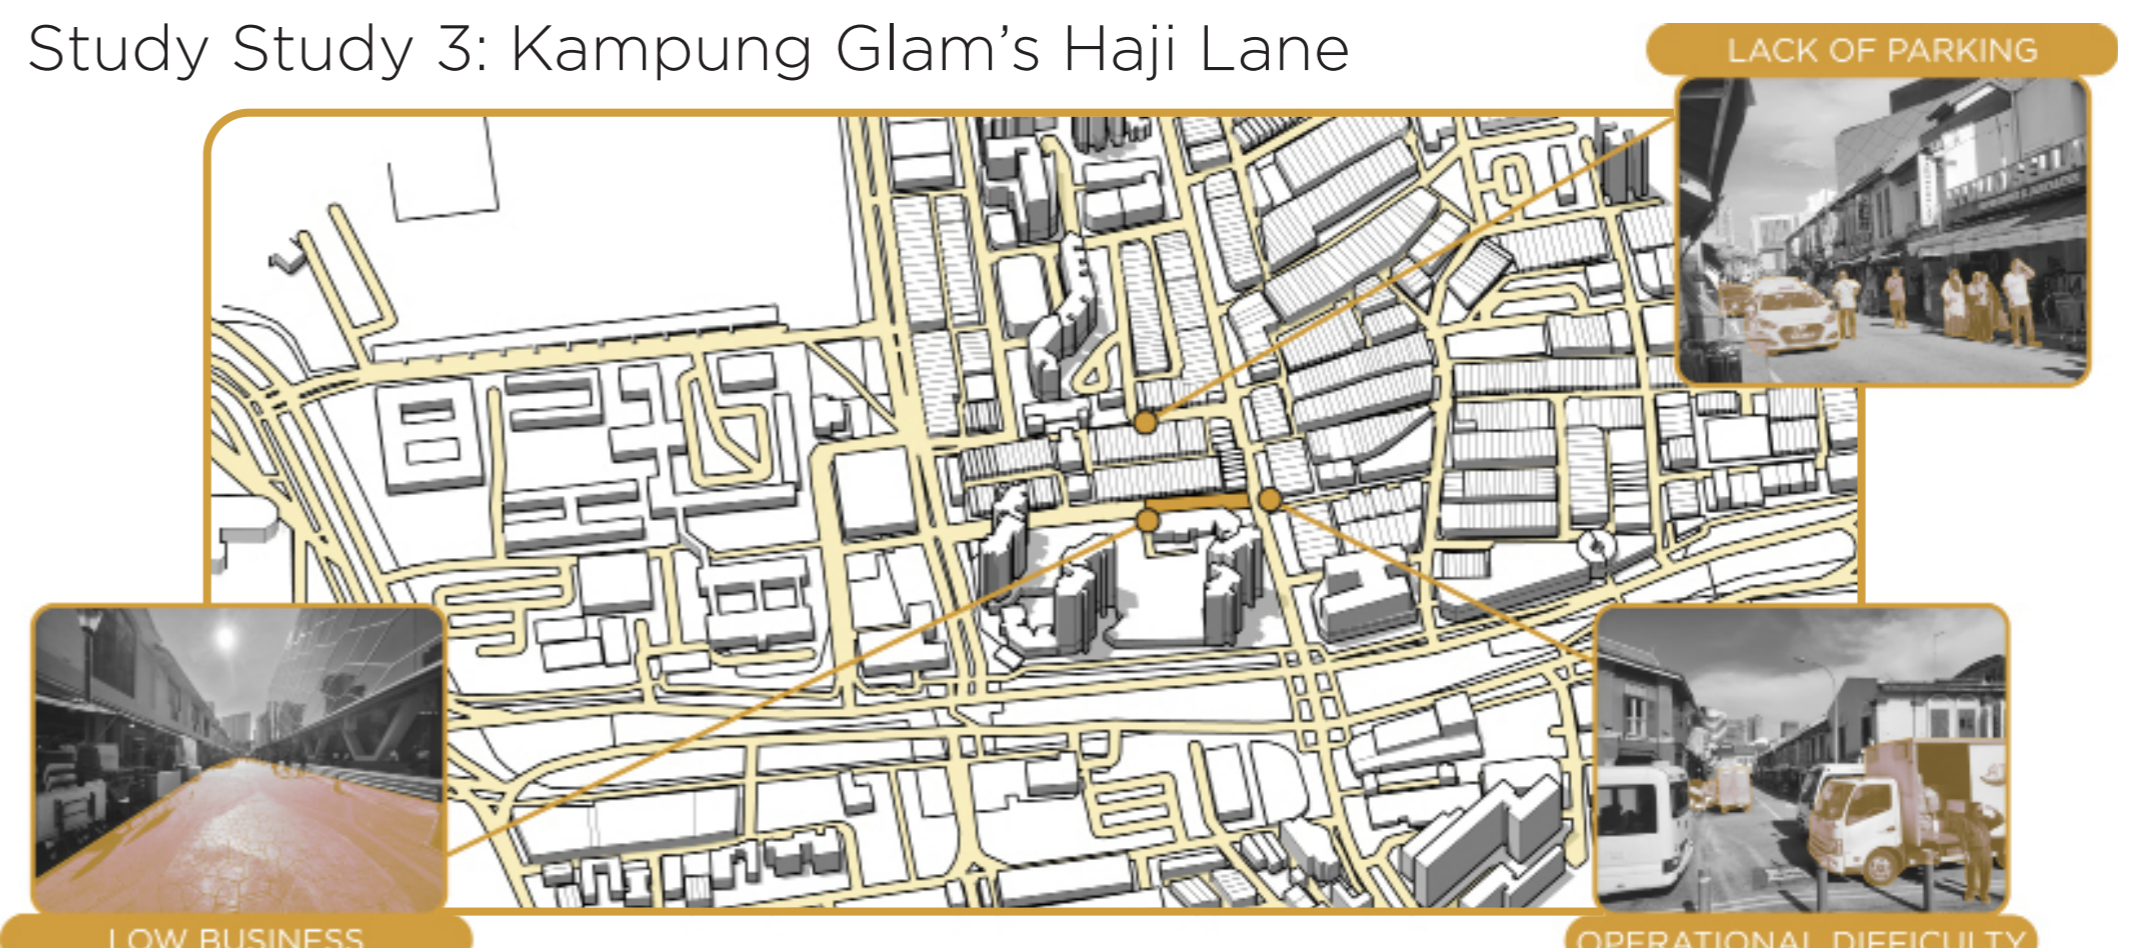 Study Study 3: Kampung Glam’s Haji Lane
LACK OF PARKING
LOW BUSINESS
OPERATIONAL DIFFICULTY